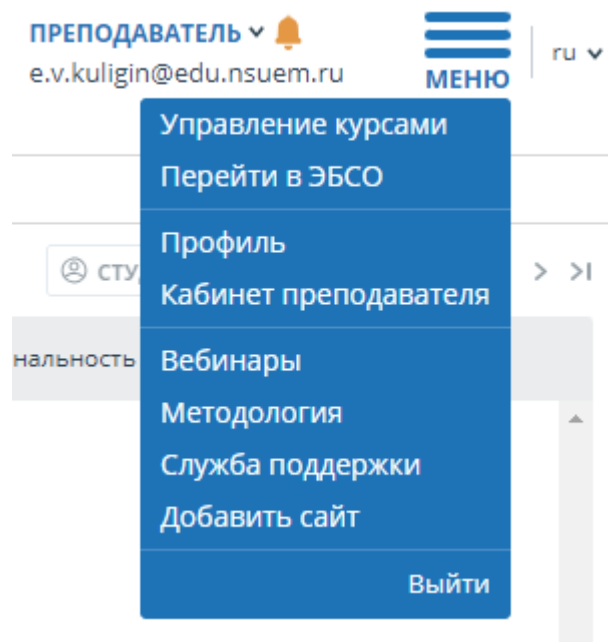 ПРЕПОДАВАТЕЛЬ
e.v.kuligin@edu.nsuem.ru
МЕНЮ
ru
Управление курсами
Перейти в ЭБСО
Профиль
Кабинет преподавателя
Вебинары
Методология
Служба поддержки
Добавить сайт
Выйти